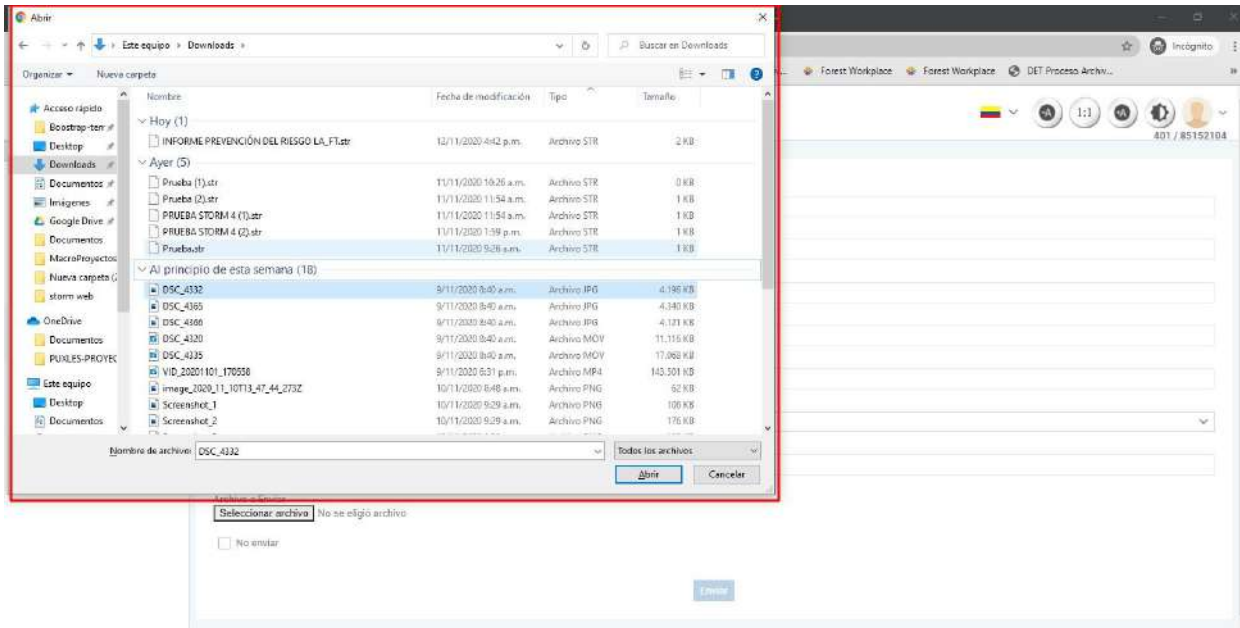 Abrir
Este equipo > Downloads >
Buscar en Downloads
Incógnito
Organizar
Nueva carpeta
Forest Workplace
Forest Workplace
DET Proceso Archiv...
1:1
401 / 85152104
Acceso rápido
Boostrap-tem
Desktop
Downloads
Documentos
Imágenes
Google Drive
Documentos
MacroProyectos
Nueva carpeta (2
storm web
OneDrive
Documentos
PUXLES-PROYEC
Este equipo
Desktop
Documentos
Nombre Fecha de modificación Tipo Tamaño
Hoy (1)
INFORME PREVENCIÓN DEL RIESGO LA_FT.str 12/11/2020 4:42 p.m. Archivo STR 2 KB
Ayer (5)
Prueba (1).str 11/11/2020 10:26 a.m. Archivo STR 0 KB
Prueba (2).str 11/11/2020 11:54 a.m. Archivo STR 1 KB
PRUEBA STORM 4 (1).str 11/11/2020 11:54 a.m. Archivo STR 1 KB
PRUEBA STORM 4 (2).str 11/11/2020 1:59 p.m. Archivo STR 1 KB
Prueba.str 11/11/2020 9:26 a.m. Archivo STR 1 KB
Al principio de esta semana (18)
DSC_4332 9/11/2020 8:40 a.m. Archivo JPG 4.196 KB
DSC_4365 9/11/2020 8:40 a.m. Archivo JPG 4.340 KB
DSC_4366 9/11/2020 8:40 a.m. Archivo JPG 4.121 KB
DSC_4320 9/11/2020 8:40 a.m. Archivo MOV 11.116 KB
DSC_4335 9/11/2020 8:40 a.m. Archivo MOV 17.068 KB
VID_20201101_170558 9/11/2020 6:31 p.m. Archivo MP4 143.501 KB
image_2020_11_10T13_47_44_273Z 10/11/2020 8:48 a.m. Archivo PNG 62 KB
Screenshot_1 10/11/2020 9:29 a.m. Archivo PNG 106 KB
Screenshot_2 10/11/2020 9:29 a.m. Archivo PNG 176 KB
Nombre de archivo: DSC_4332
Todos los archivos
Abrir
Cancelar
Archivo a Enviar
Seleccionar archivo No se eligió archivo
No enviar
Enviar